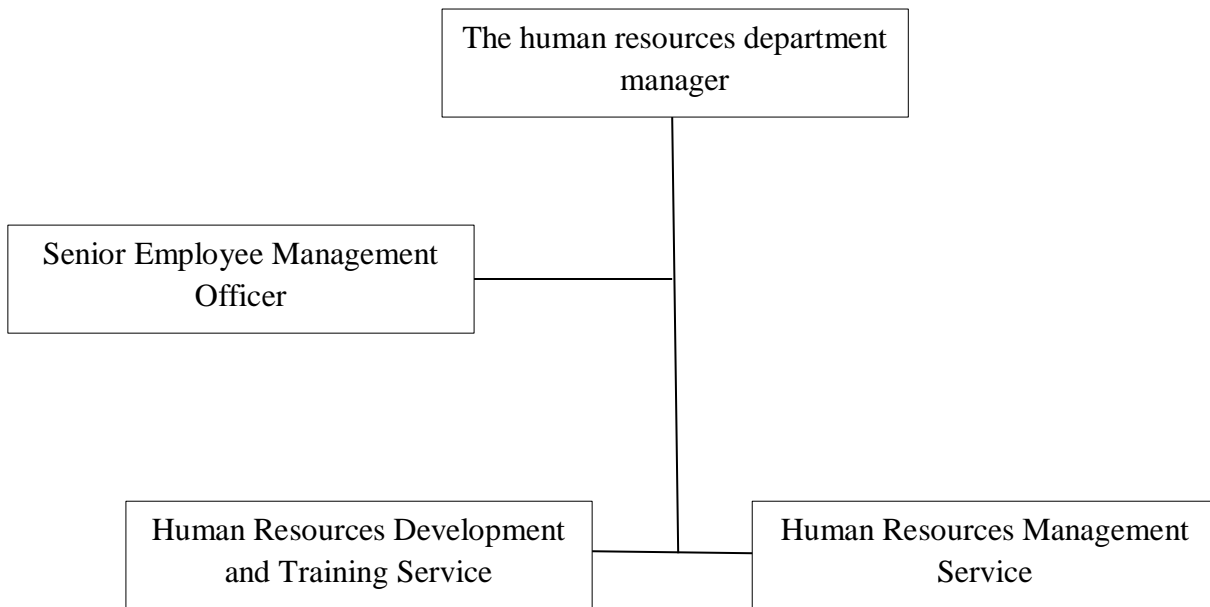 The human resources department
manager
Senior Employee Management
Officer
Human Resources Development
and Training Service
Human Resources Management
Service